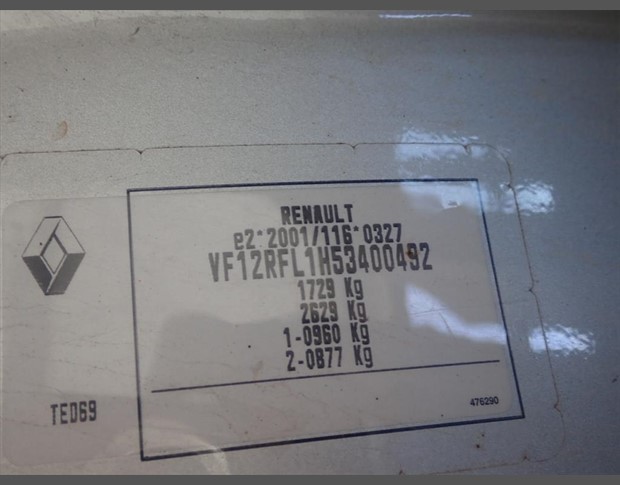 RENAULT
e2*2001/116*0327
VF12RFL1H53400492
1729 Kg
2629 Kg
1-0960 Kg
2-0877 Kg
TED69
476290